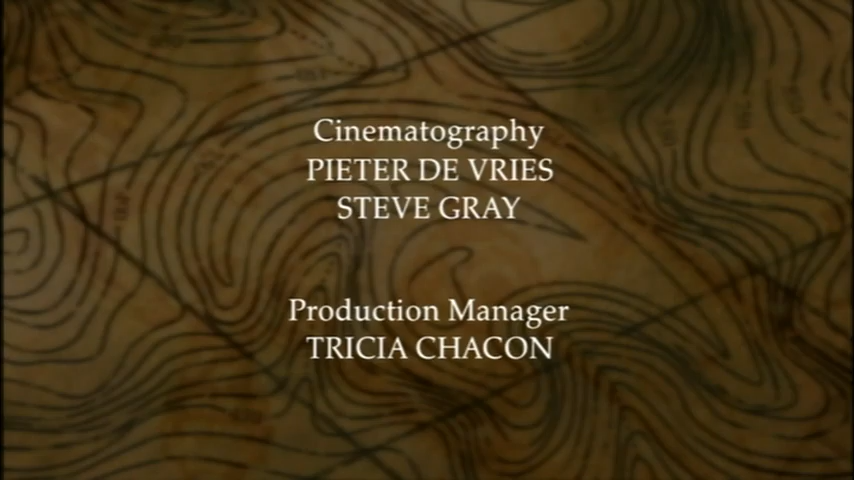 Cinematography
PIETER DE VRIES
STEVE GRAY
Production Manager
TRICIA CHACON